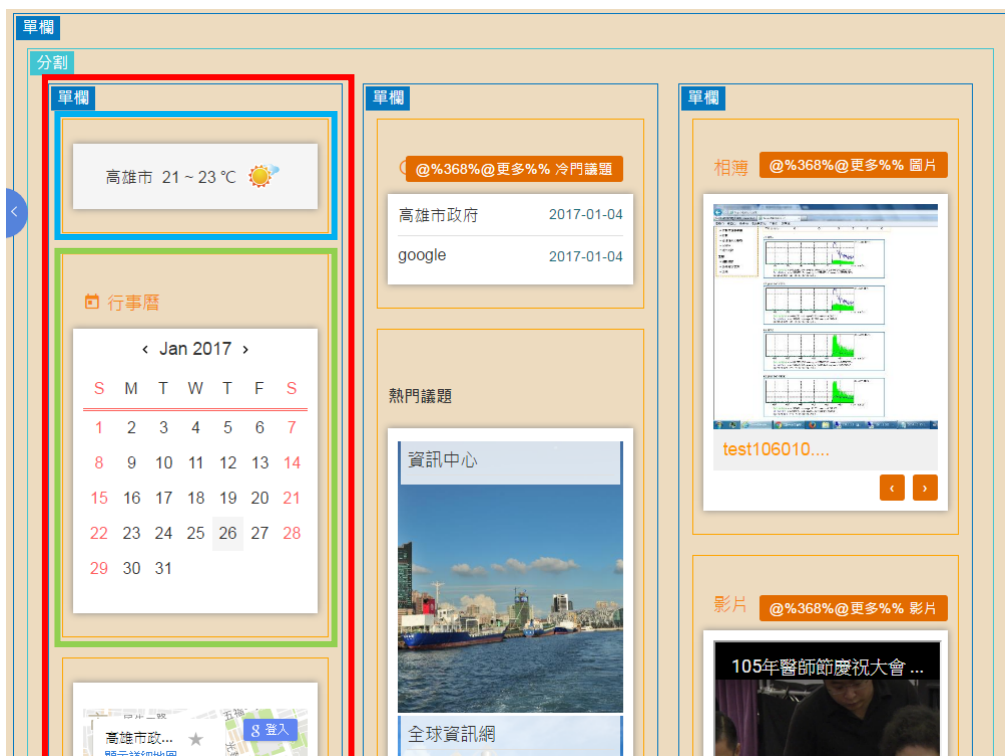 單欄
分割
單欄
高雄市 21 ~ 23 ℃
行事曆
‹ Jan 2017 ›
S M T W T F S
1 2 3 4 5 6 7
8 9 10 11 12 13 14
15 16 17 18 19 20 21
22 23 24 25 26 27 28
29 30 31
高雄市政...
登入
單欄
@%368%@更多%% 冷門議題
高雄市政府 2017-01-04
google 2017-01-04
熱門議題
資訊中心
全球資訊網
單欄
相簿 @%368%@更多%% 圖片
test106010....
‹ ›
影片 @%368%@更多%% 影片
105年醫師節慶祝大會 ...